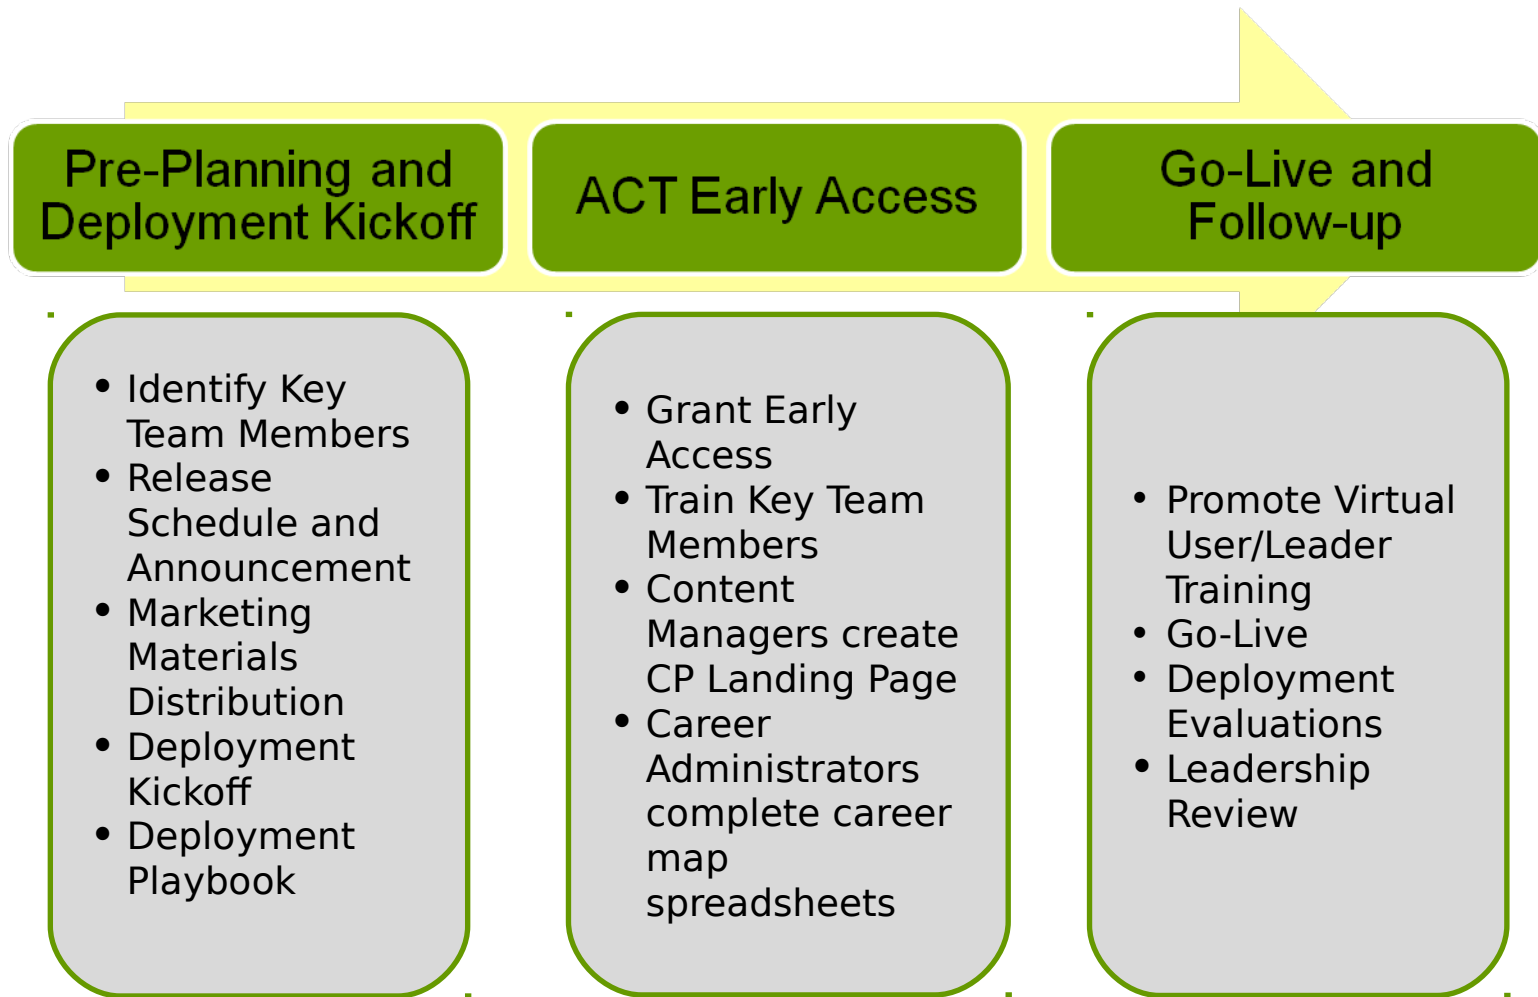 Pre-Planning and
Deployment Kickoff
ACT Early Access
Go-Live and
Follow-up
• Identify Key
Team Members
• Release
Schedule and
Announcement
• Marketing
Materials
Distribution
• Deployment
Kickoff
• Deployment
Playbook
• Grant Early
Access
• Train Key Team
Members
• Content
Managers create
CP Landing Page
• Career
Administrators
complete career
map
spreadsheets
• Promote Virtual
User/Leader
Training
• Go-Live
• Deployment
Evaluations
• Leadership
Review